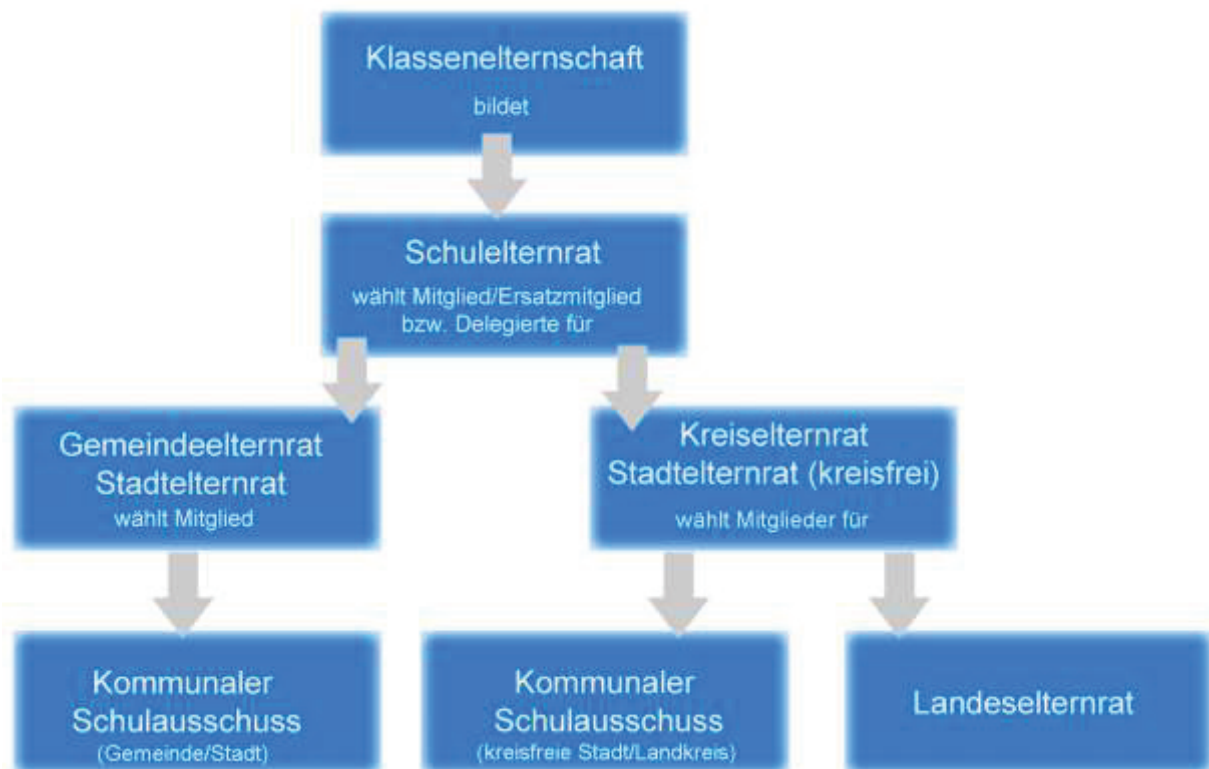 Klassenelternschaft
bildet
Schulelternrat
wählt Mitglied/Ersatzmitglied
bzw. Delegierte für
Gemeindeelternrat
Stadtelternrat
wählt Mitglied
Kreiselternrat
Stadtelternrat (kreisfrei)
wählt Mitglieder für
Kommunaler
Schulausschuss
(Gemeinde/Stadt)
Kommunaler
Schulausschuss
(kreisfreie Stadt/Landkreis)
Landeselternrat